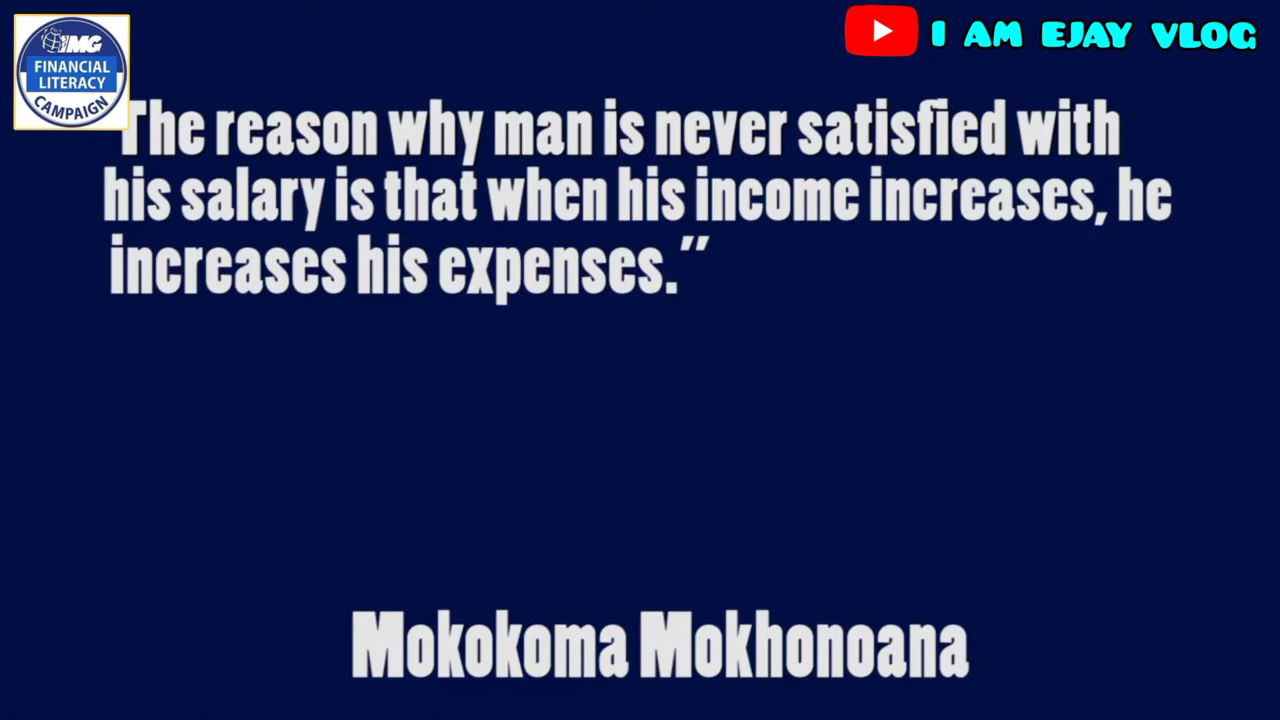 IMG
FINANCIAL
LITERACY
CAMPAIGN
I AM EJAY VLOG
The reason why man is never satisfied with
his salary is that when his income increases, he
increases his expenses.”
Mokokoma Mokhonoana